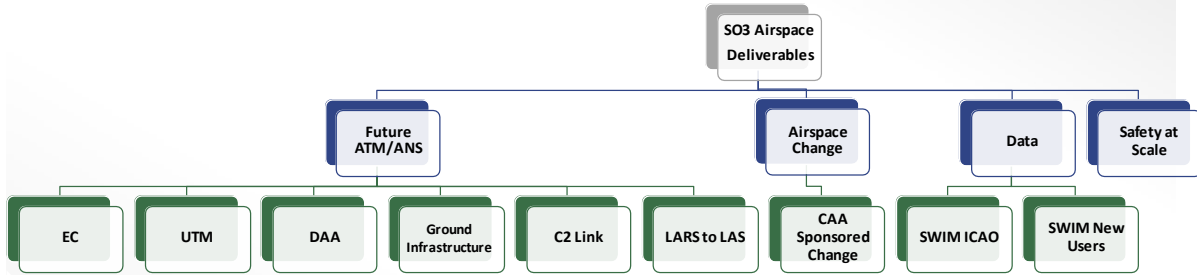 SO3 Airspace
Deliverables
Future
ATM/ANS
Airspace
Change
Data
Safety at
Scale
EC
UTM
DAA
Ground
Infrastructure
C2 Link
LARS to LAS
CAA
Sponsored
Change
SWIM ICAO
SWIM New
Users